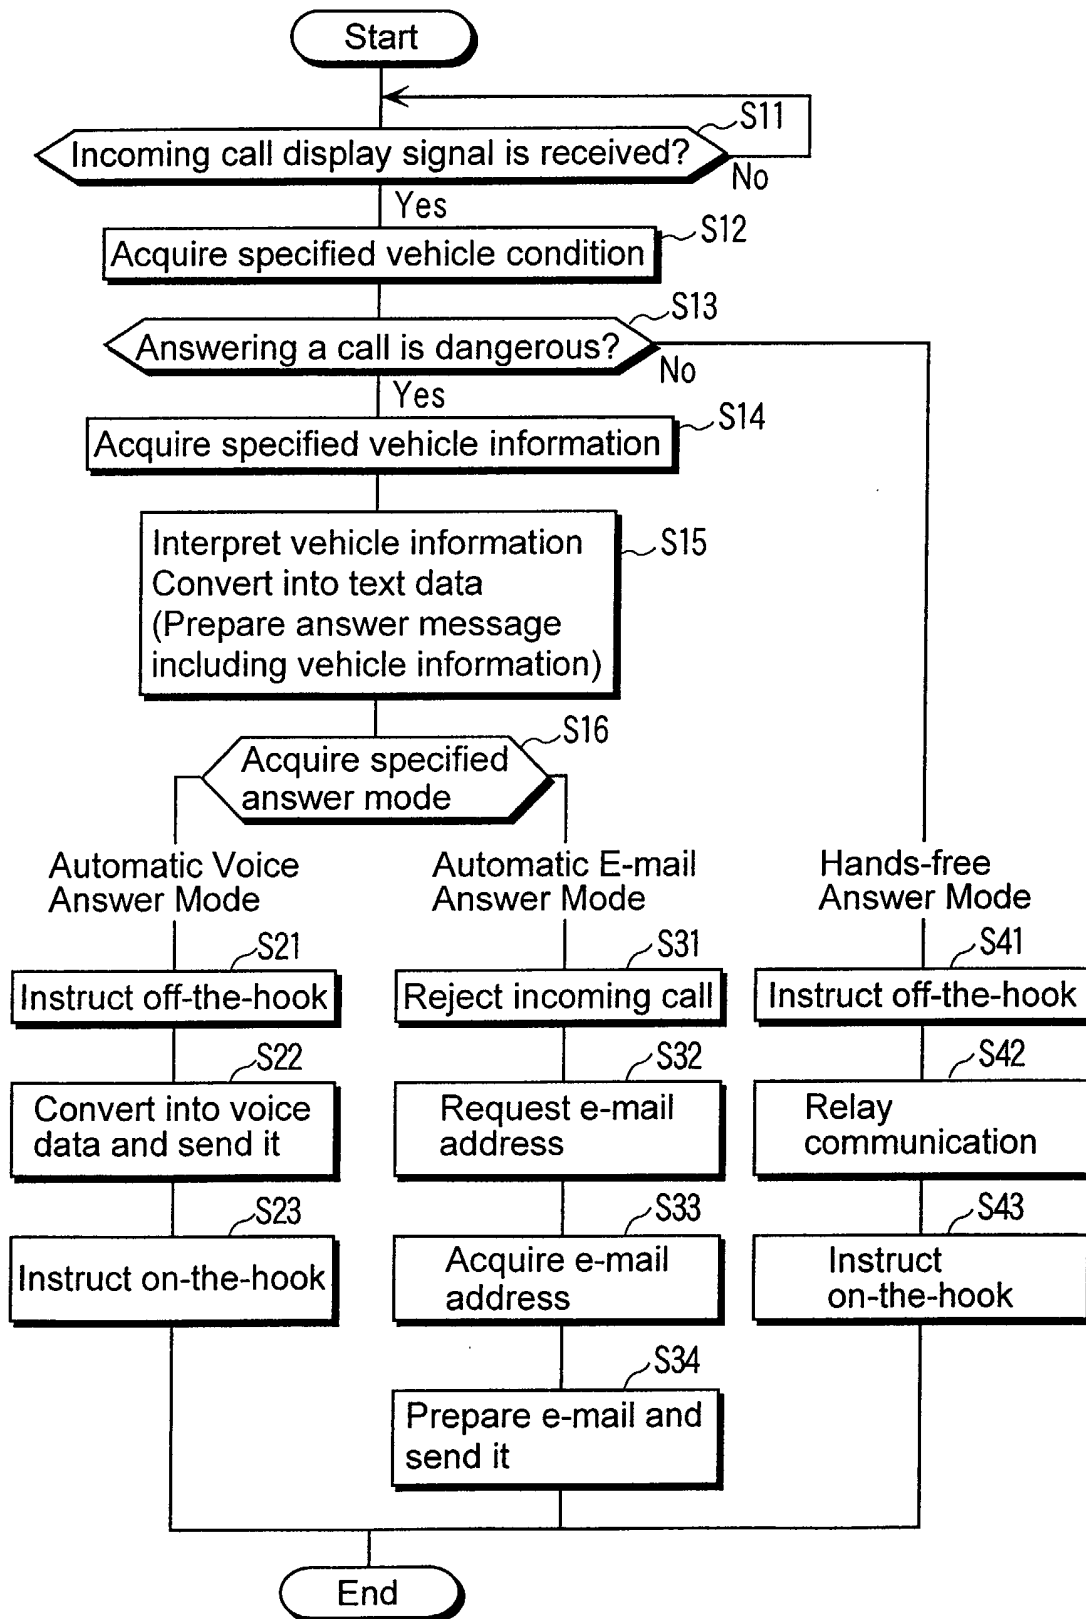 Start
S11
Incoming call display signal is received?
No
Yes
S12
Acquire specified vehicle condition
S13
Answering a call is dangerous?
No
Yes
S14
Acquire specified vehicle information
S15
Interpret vehicle information
Convert into text data
(Prepare answer message
including vehicle information)
S16
Acquire specified
answer mode
Automatic Voice
Answer Mode
S21
Instruct off-the-hook
S22
Convert into voice
data and send it
S23
Instruct on-the-hook
Automatic E-mail
Answer Mode
S31
Reject incoming call
S32
Request e-mail
address
S33
Acquire e-mail
address
S34
Prepare e-mail and
send it
Hands-free
Answer Mode
S41
Instruct off-the-hook
S42
Relay
communication
S43
Instruct
on-the-hook
End